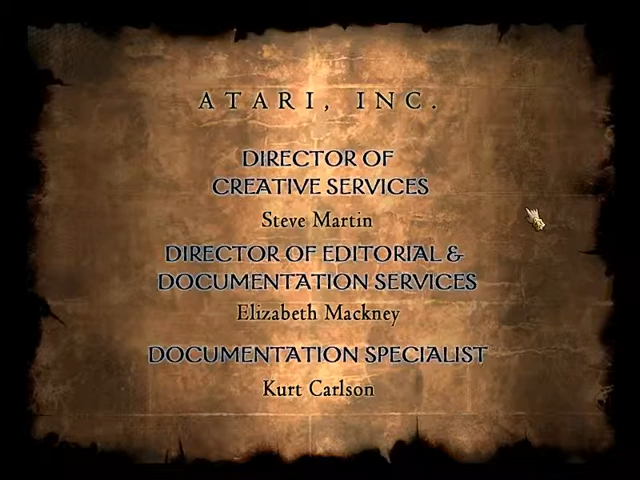 ATARI, INC.
DIRECTOR OF
CREATIVE SERVICES
Steve Martin
DIRECTOR OF EDITORIAL &
DOCUMENTATION SERVICES
Elizabeth Mackney
DOCUMENTATION SPECIALIST
Kurt Carlson